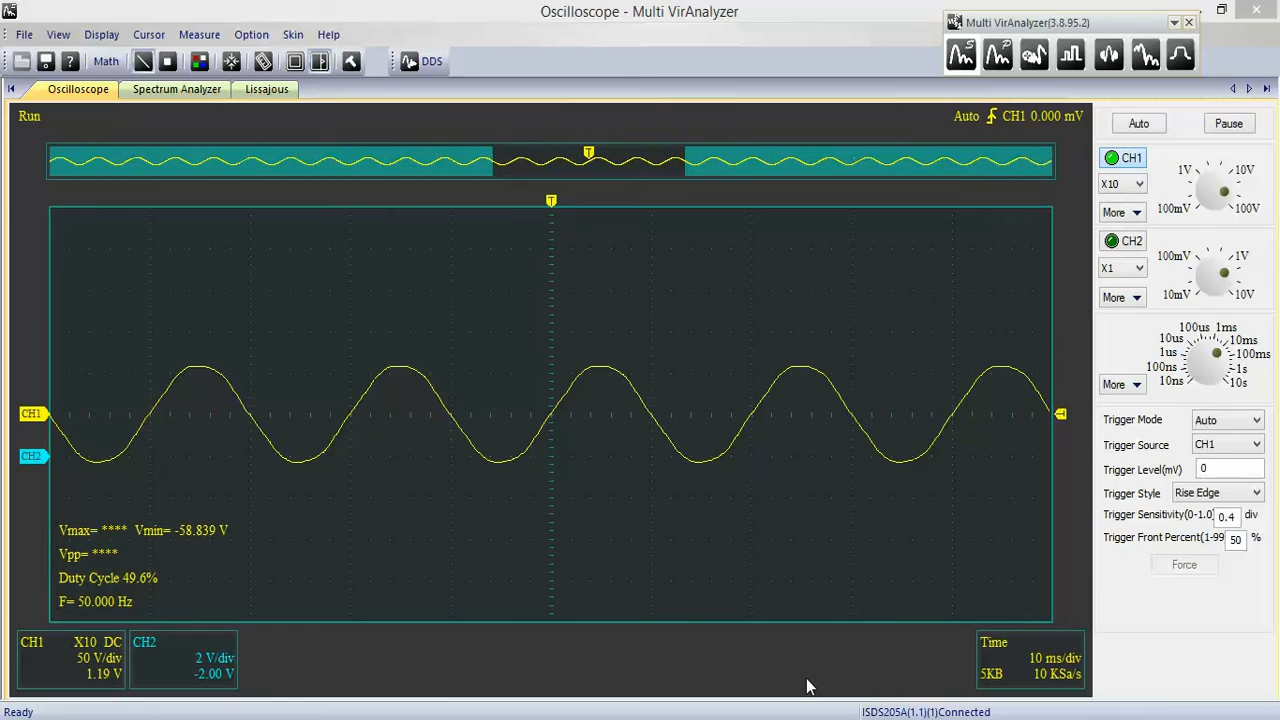 Oscilloscope - Multi VirAnalyzer
Multi VirAnalyzer(3.8.95.2)
File View Display Cursor Measure Option Skin Help
Math DDS
Oscilloscope Spectrum Analyzer Lissajous
Run
Auto CH1 0.000 mV
T
T
CH1
CH2
Vmax= **** Vmin= -58.839 V
Vpp= ****
Duty Cycle 49.6%
F= 50.000 Hz
CH1 X10 DC
50 V/div
1.19 V
CH2
2 V/div
-2.00 V
Time
10 ms/div
5KB 10 KSa/s
Auto Pause
CH1
X10
More
1V 10V
100mV 100V
CH2
X1
More
100mV 1V
10mV 10V
100us 1ms
10us 10ms
1us 100ms
100ns 1s
10ns 10s
More
Trigger Mode Auto
Trigger Source CH1
Trigger Level(mV) 0
Trigger Style Rise Edge
Trigger Sensitivity(0-1.0) 0.4 div
Trigger Front Percent(1-99 50 %
Force
Ready ISDS205A(1.1)(1)Connected